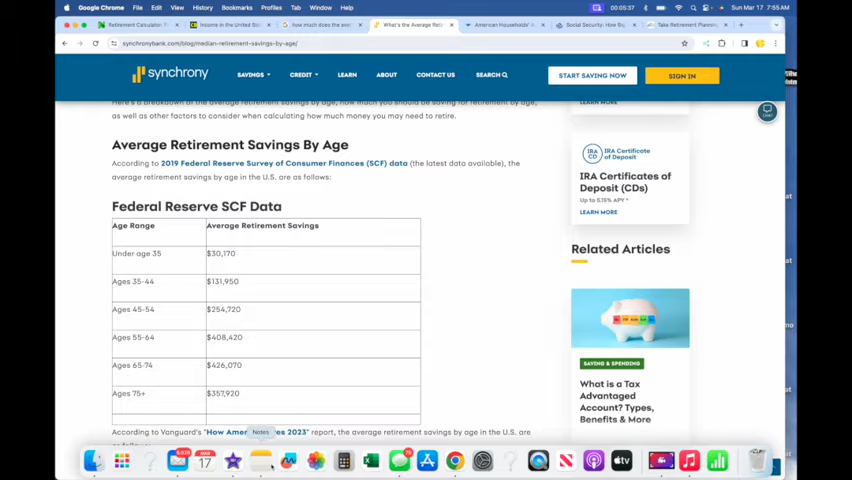 Google Chrome File Edit View History Bookmarks Profiles Tab Window Help 00:05:37 Sun Mar 17 7:55AM
Retirement Calculator: F Income in the United S how much does the ave What's the Average Retir American Households' A Social Security: How Big Take Retirement Planning
synchronybank.com/blog/median-retirement-savings-by-age/
synchrony SAVINGS CREDIT LEARN ABOUT CONTACT US SEARCH START SAVING NOW SIGN IN
CHAT
Here's a breakdown of the average retirement savings by age, how much you should be saving for retirement by age,
as well as other factors to consider when calculating how much money you may need to retire.
Average Retirement Savings By Age
According to 2019 Federal Reserve Survey of Consumer Finances (SCF) data (the latest data available), the
average retirement savings by age in the U.S. are as follows:
Federal Reserve SCF Data
Age Range Average Retirement Savings
Under age 35 $30,170
Ages 35-44 $131,950
Ages 45-54 $254,720
Ages 55-64 $408,420
Ages 65-74 $426,070
Ages 75+ $357,920
According to Vanguard's "How Amer es 2023" report, the average retirement savings by age in the U.S. are
Notes
LEARN MORE
IRA Certificate
of Deposit
IRA
CD
IRA Certificates of
Deposit (CDs)
Up to 5.15% APY *
LEARN MORE
Related Articles
SAVING & SPENDING
What is a Tax
Advantaged
Account? Types,
Benefits & More
MAR
17
tv